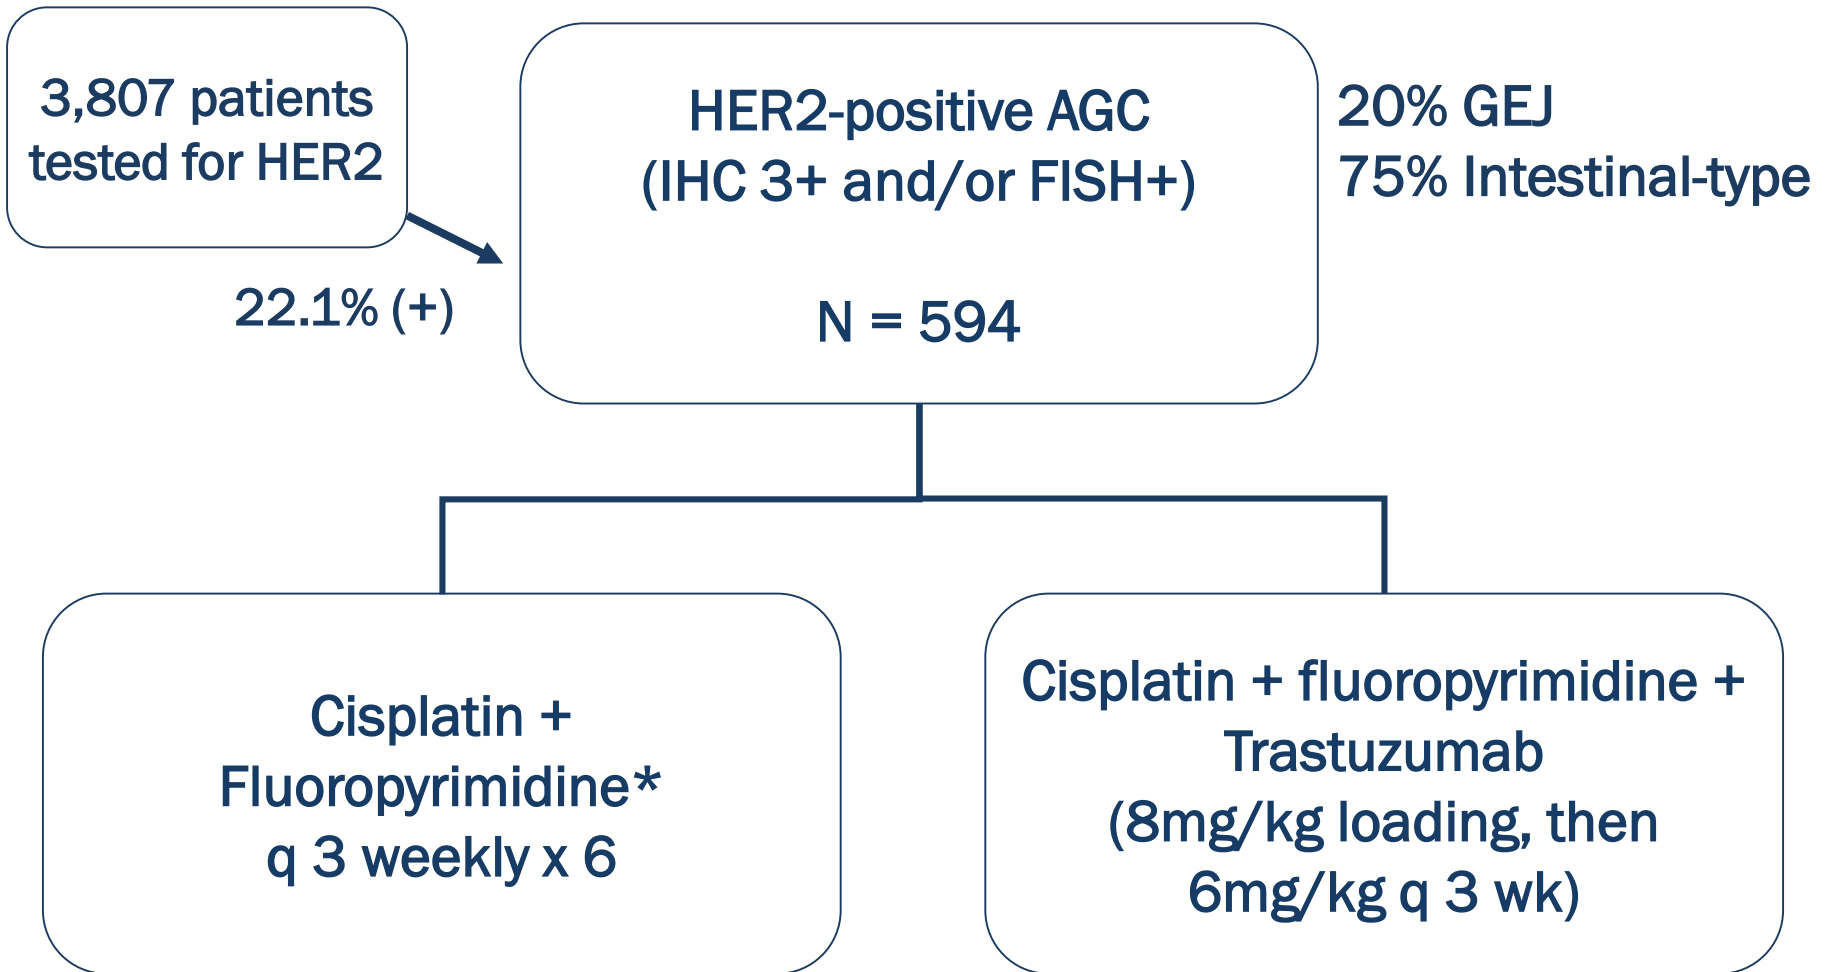 3,807 patients
tested for HER2
22.1% (+)
HER2-positive AGC
(IHC 3+ and/or FISH+)
N = 594
20% GEJ
75% Intestinal-type
Cisplatin +
Fluoropyrimidine*
q 3 weekly x 6
Cisplatin + fluoropyrimidine +
Trastuzumab
(8mg/kg loading, then
6mg/kg q 3 wk)